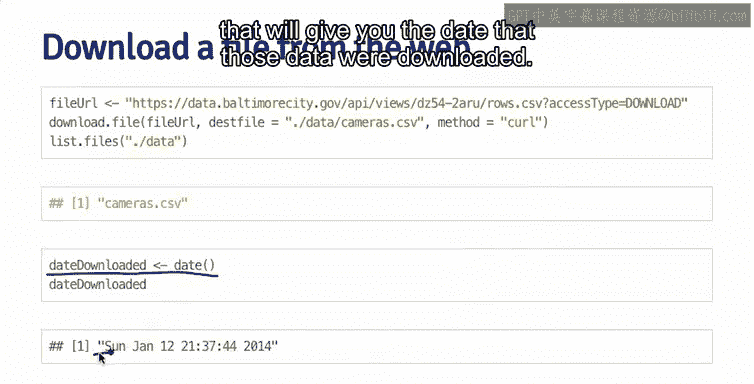 that will give you the date that
those data were downloaded.
Download a file from the web
fileUrl <- "https://data.baltimorecity.gov/api/views/dz54-2aru/rows.csv?accessType=DOWNLOAD"
download.file(fileUrl, destfile = "./data/cameras.csv", method = "curl")
list.files("./data")
## [1] "cameras.csv"
dateDownloaded <- date()
dateDownloaded
## [1] "Sun Jan 12 21:37:44 2014"